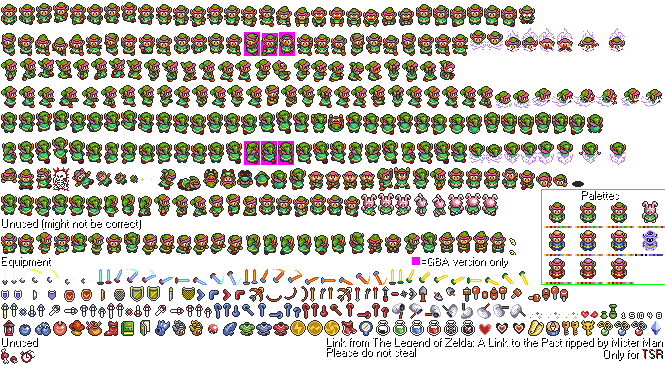 Palettes
Unused (might not be correct)
Equipment
=GBA version only
Unused
Link from The Legend of Zelda: A Link to the Past ripped by Mister Man
Please do not steal
Only for TSR